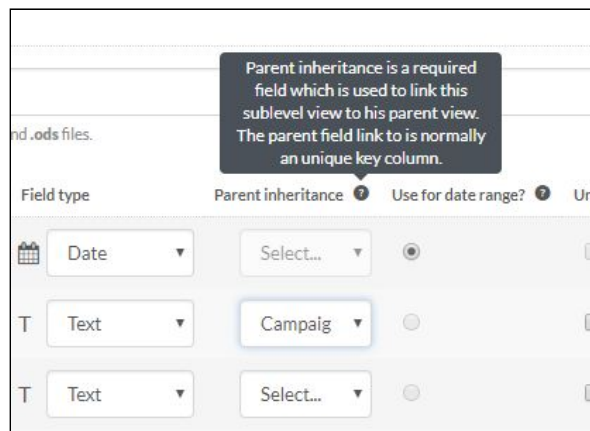 Parent inheritance is a required
field which is used to link this
sublevel view to his parent view.
The parent field link to is normally
an unique key column.
nd .ods files.
Field type Parent inheritance ? Use for date range? ? Un
Date Select...
T Text Campaig
T Text Select...